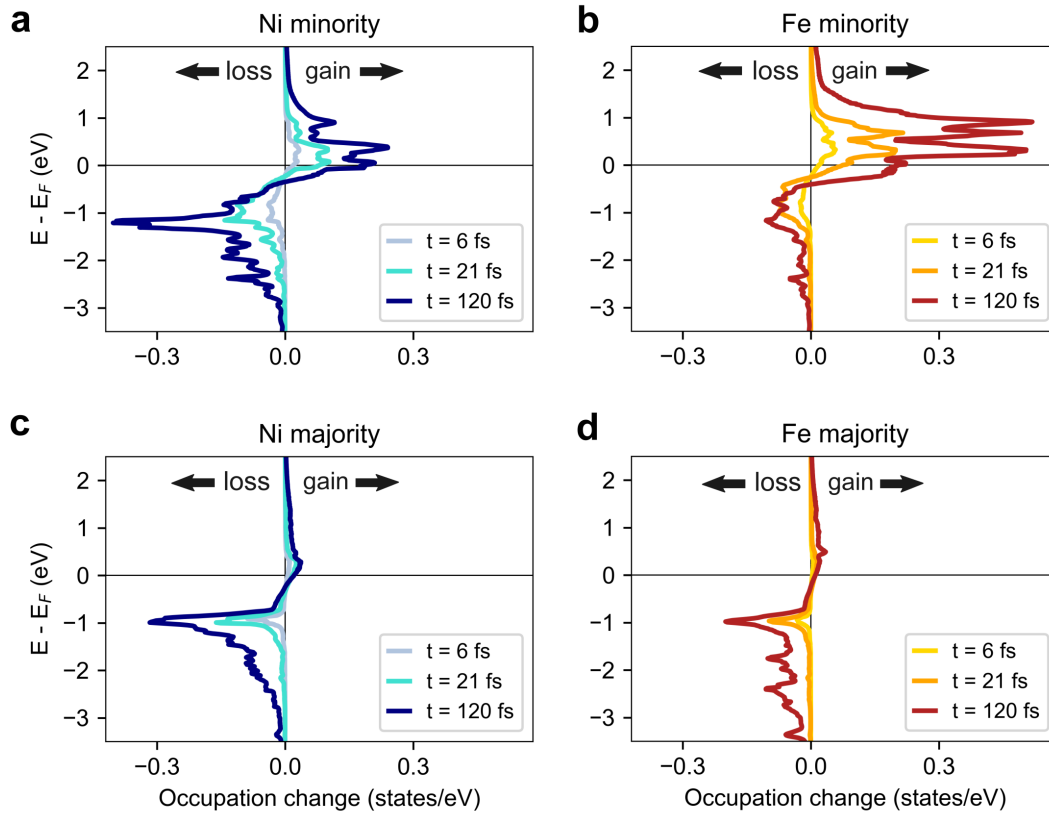 a
Ni minority
loss gain
2
1
0
−1
−2
−3
E - E_F (eV)
t = 6 fs
t = 21 fs
t = 120 fs
−0.3 0.0 0.3
b
Fe minority
loss gain
2
1
0
−1
−2
−3
t = 6 fs
t = 21 fs
t = 120 fs
−0.3 0.0 0.3
c
Ni majority
loss gain
2
1
0
−1
−2
−3
E - E_F (eV)
t = 6 fs
t = 21 fs
t = 120 fs
−0.3 0.0 0.3
Occupation change (states/eV)
d
Fe majority
loss gain
2
1
0
−1
−2
−3
t = 6 fs
t = 21 fs
t = 120 fs
−0.3 0.0 0.3
Occupation change (states/eV)